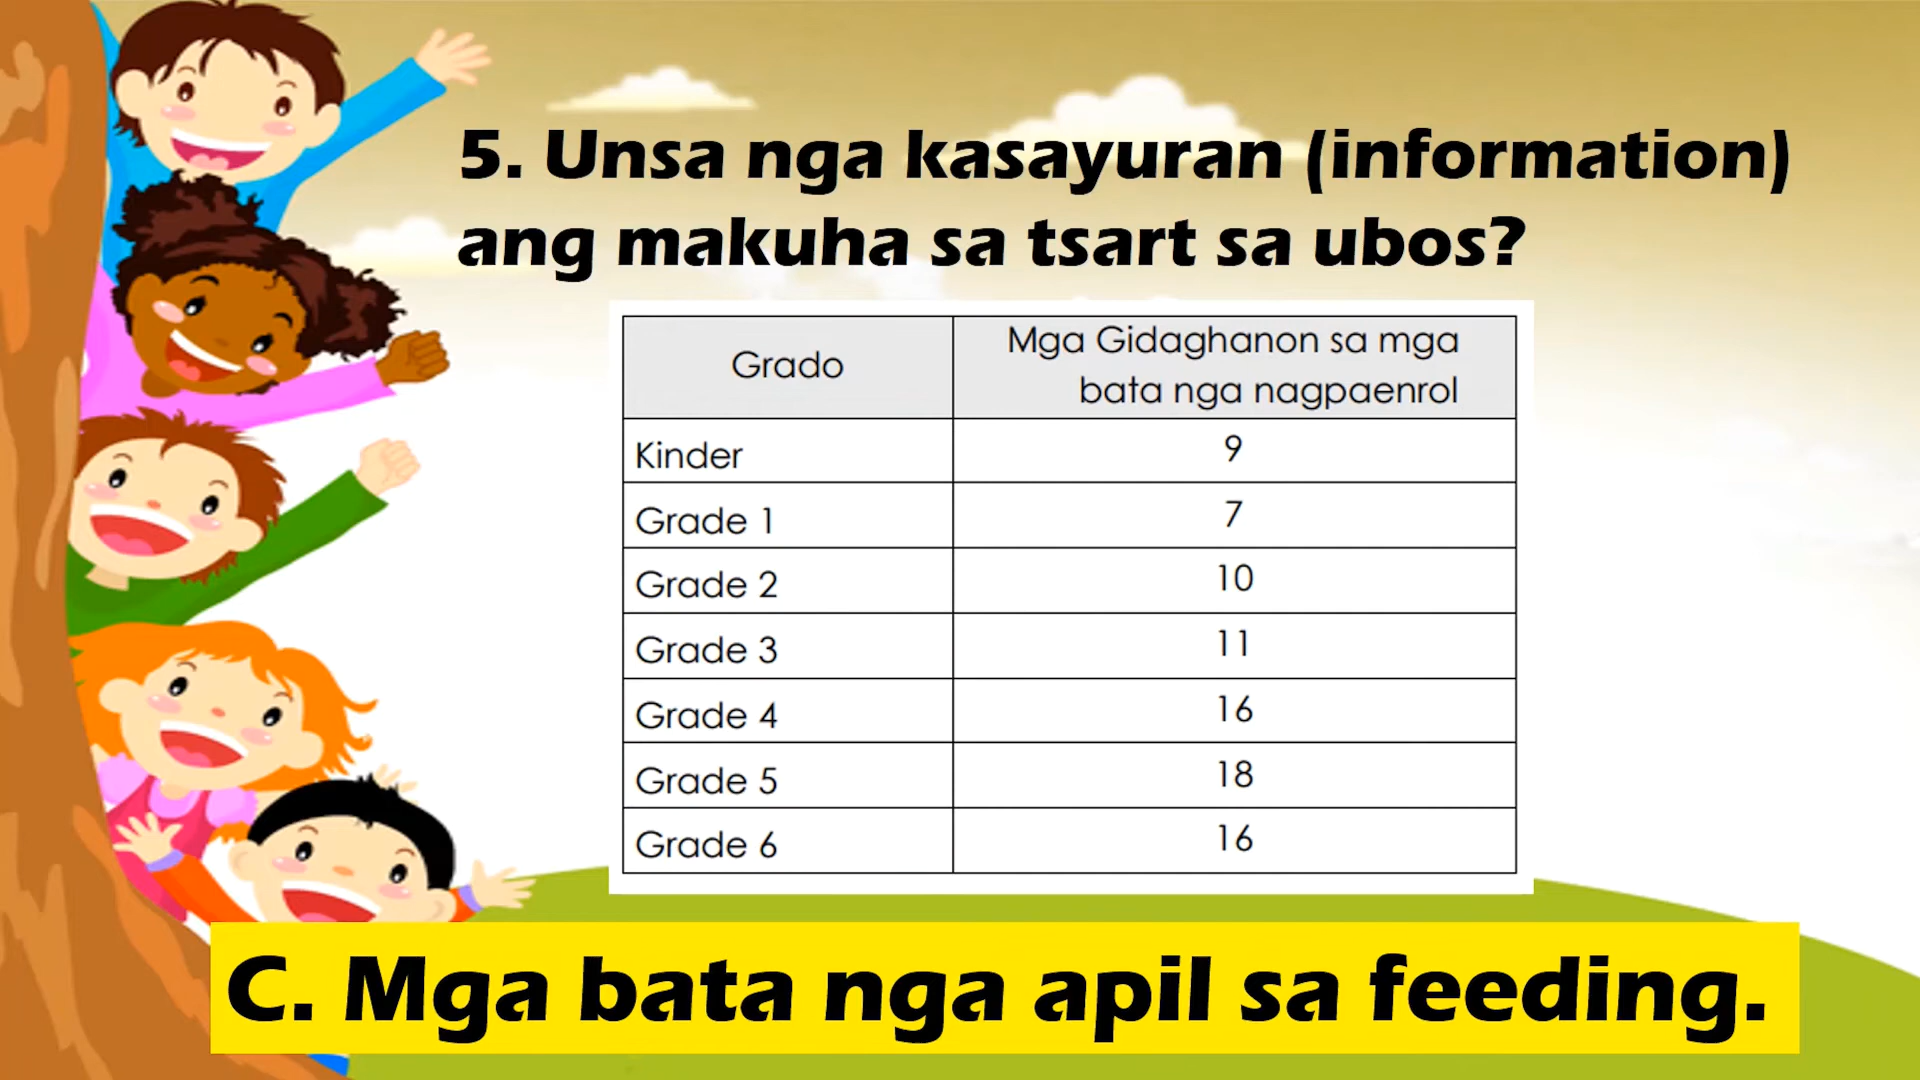 5. Unsa nga kasayuran (information)
ang makuha sa tsart sa ubos?
Grado
Mga Gidaghanon sa mga
bata nga nagpaenrol
Kinder 9
Grade 1 7
Grade 2 10
Grade 3 11
Grade 4 16
Grade 5 18
Grade 6 16
C. Mga bata nga apil sa feeding.